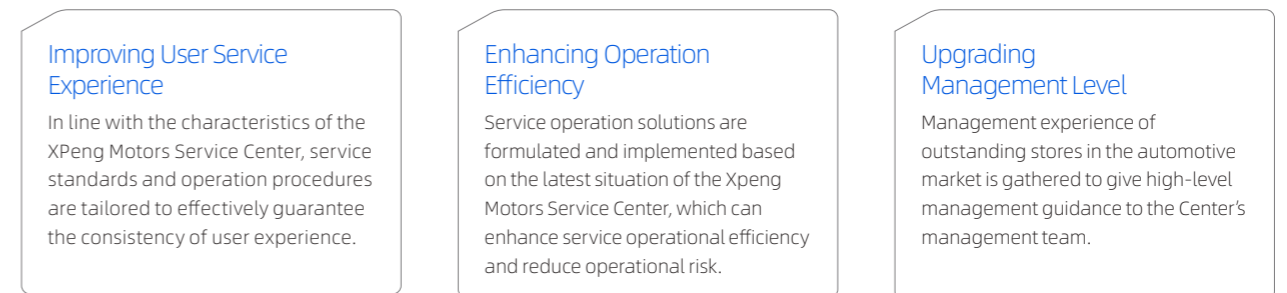 Improving User Service
Experience
In line with the characteristics of the
XPeng Motors Service Center, service
standards and operation procedures
are tailored to effectively guarantee
the consistency of user experience.
Enhancing Operation
Efficiency
Service operation solutions are
formulated and implemented based
on the latest situation of the Xpeng
Motors Service Center, which can
enhance service operational efficiency
and reduce operational risk.
Upgrading
Management Level
Management experience of
outstanding stores in the automotive
market is gathered to give high-level
management guidance to the Center's
management team.